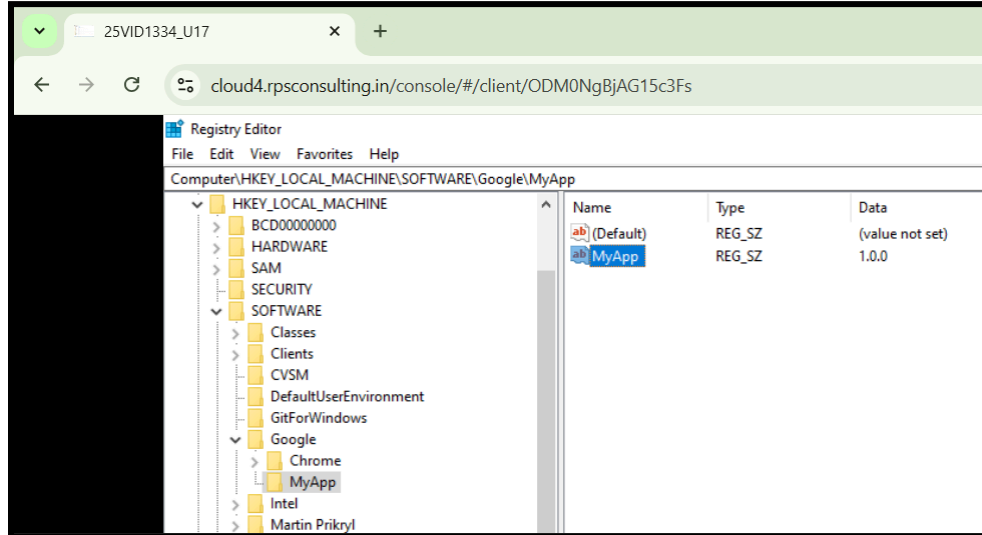 25VID1334_U17
cloud4.rpsconsulting.in/console/#/client/ODM0NgBjAG15c3Fs
Registry Editor
File Edit View Favorites Help
Computer\HKEY_LOCAL_MACHINE\SOFTWARE\Google\MyApp
HKEY_LOCAL_MACHINE
BCD00000000
HARDWARE
SAM
SECURITY
SOFTWARE
Classes
Clients
CVSM
DefaultUserEnvironment
GitForWindows
Google
Chrome
MyApp
Intel
Martin Prikryl
Name Type Data
ab (Default) REG_SZ (value not set)
ab MyApp REG_SZ 1.0.0